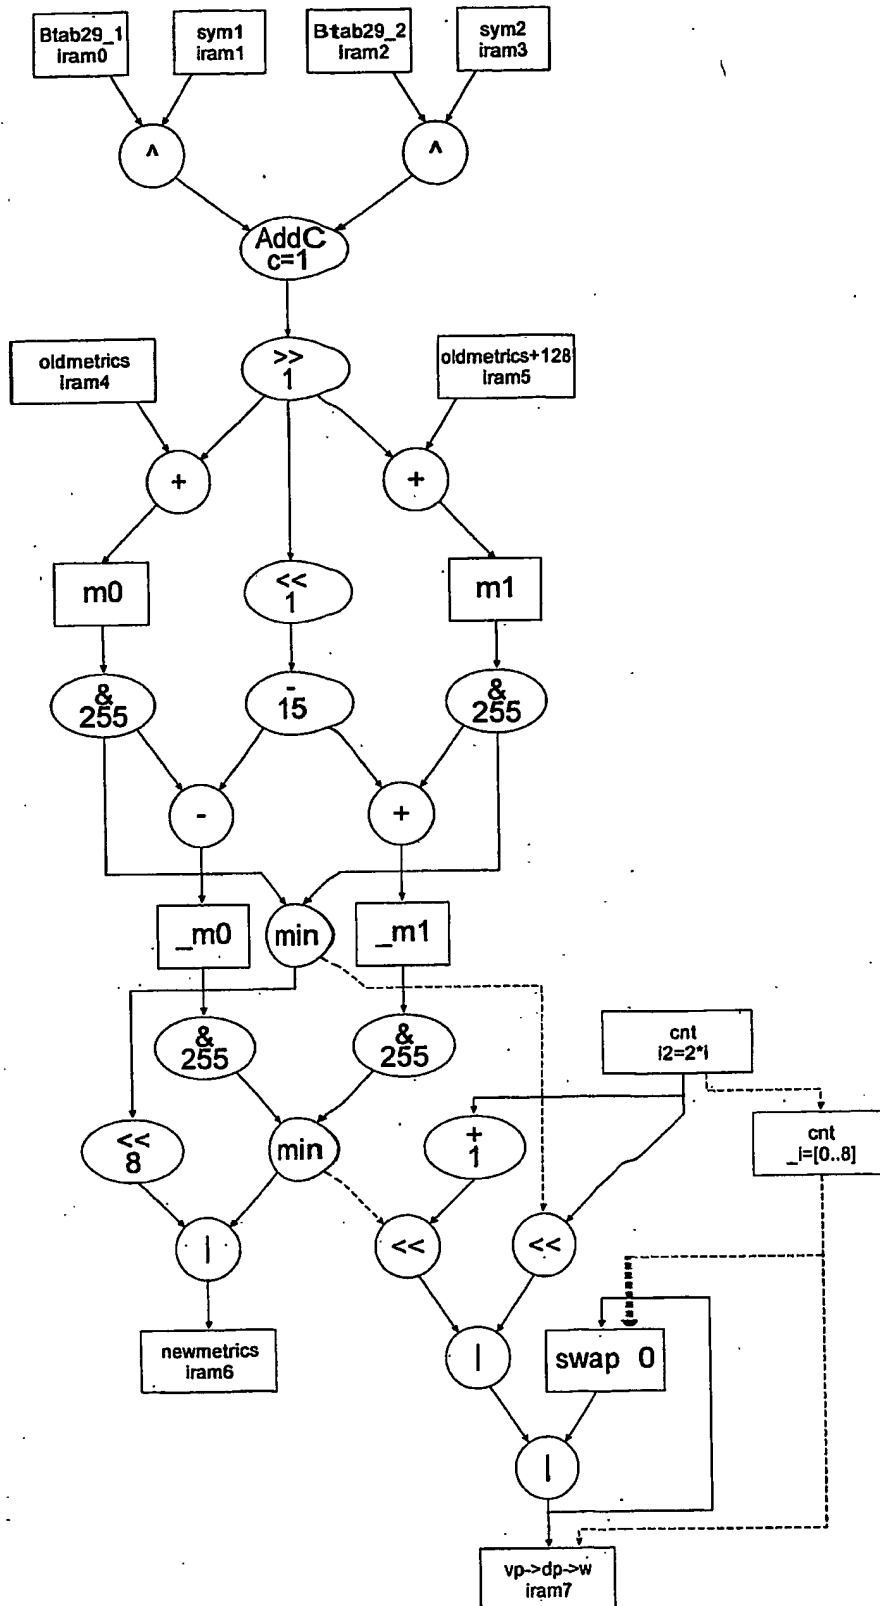 Btab29_1
iram0
sym1
iram1
Btab29_2
iram2
sym2
iram3
^
^
AddC
c=1
oldmetrics
iram4
>>
1
oldmetrics+128
iram5
+
+
m0
<<
1
m1
&
255
-
15
&
255
-
+
_m0
min
_m1
&
255
&
255
cnt
i2=2*i
<<
8
min
+
1
cnt
_i=[0..8]
|
<<
<<
newmetrics
iram6
|
swap 0
|
vp->dp->w
iram7